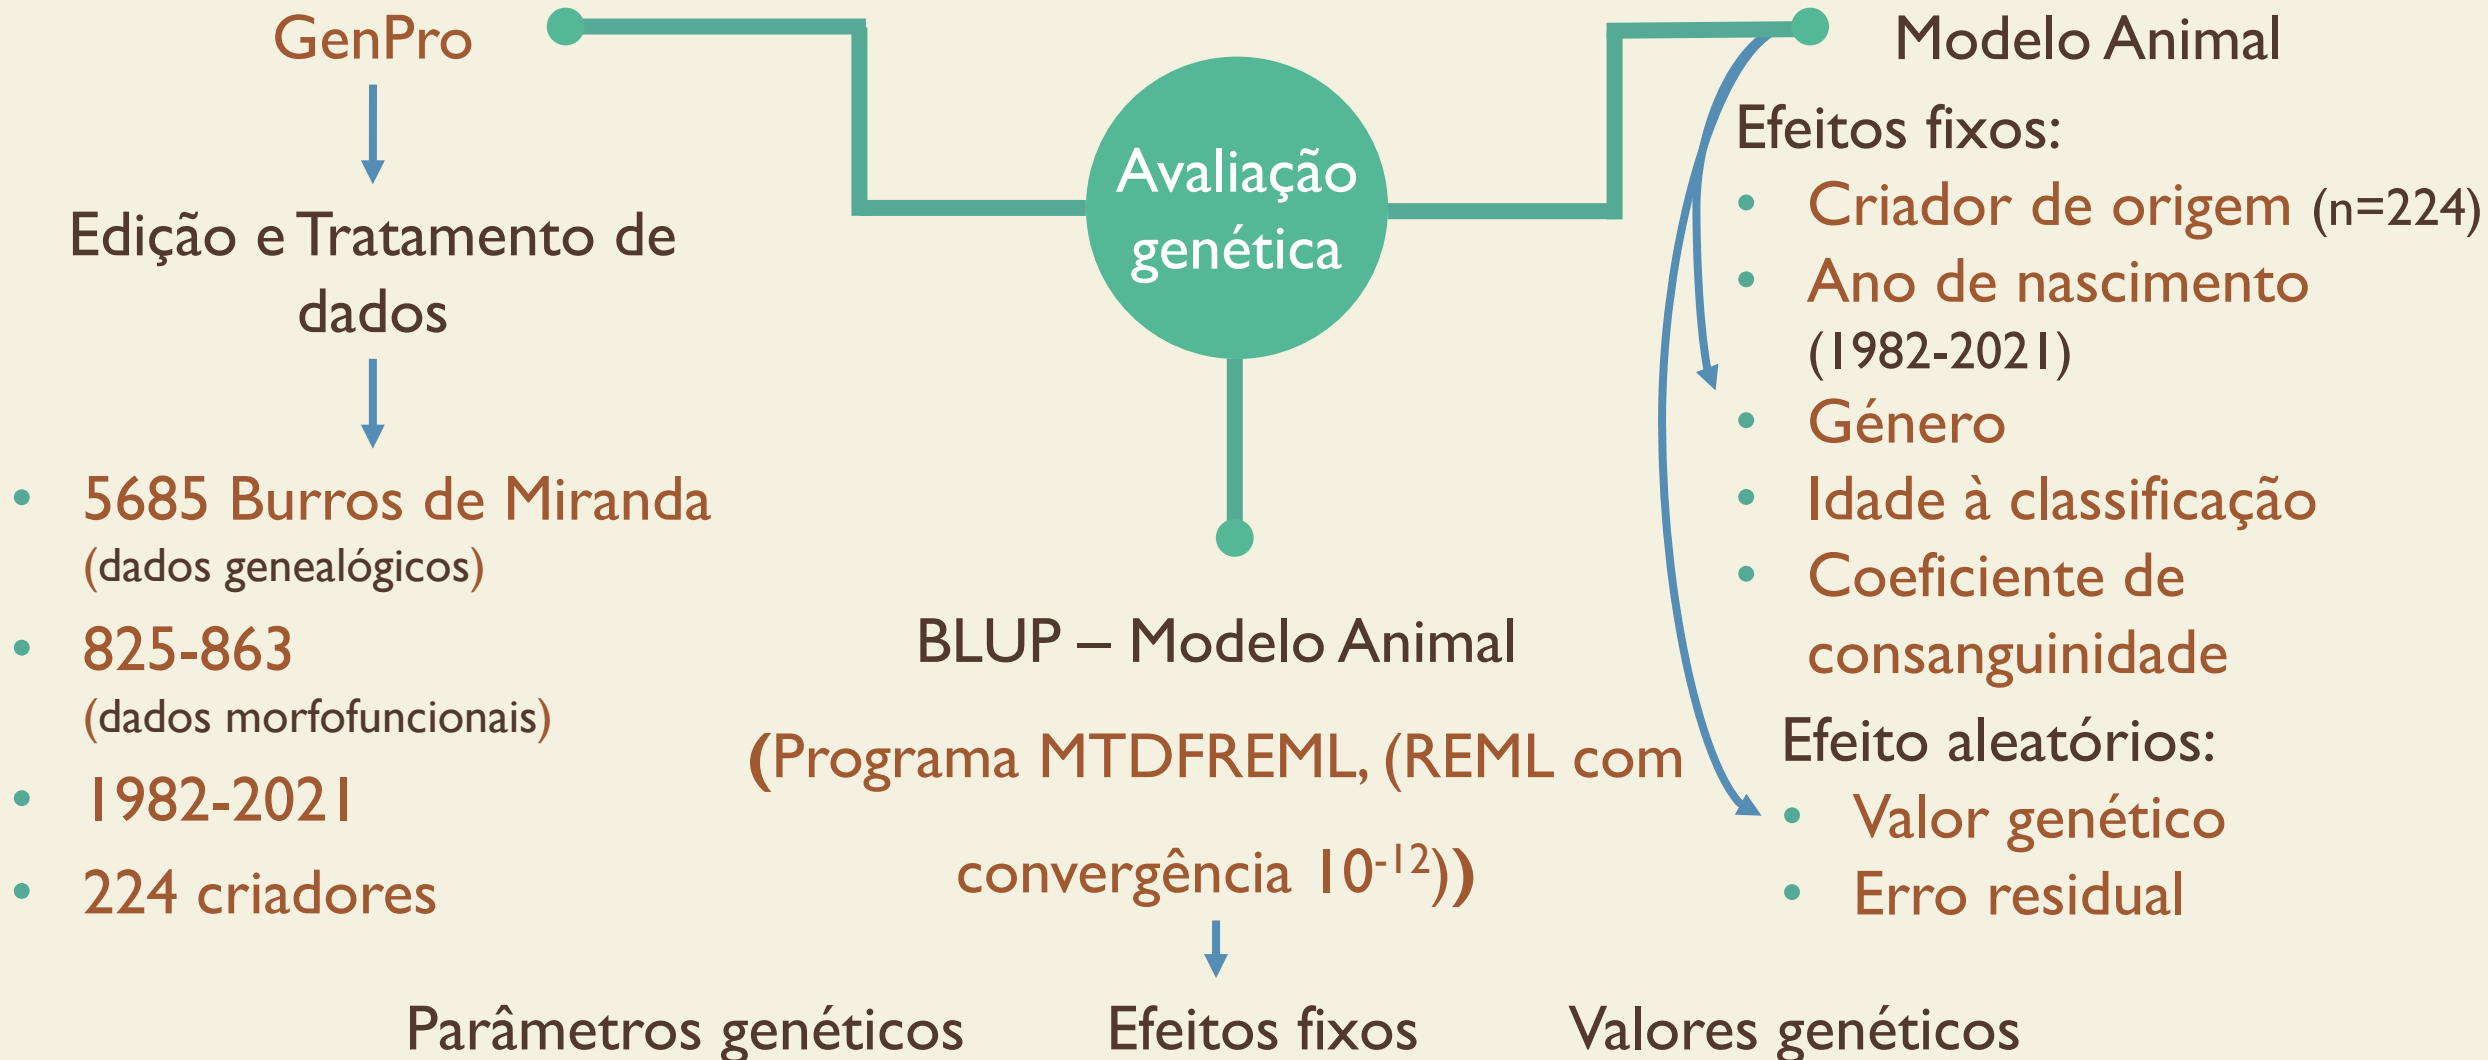 GenPro
Edição e Tratamento de
dados
• 5685 Burros de Miranda
(dados genealógicos)
• 825-863
(dados morfofuncionais)
• 1982-2021
• 224 criadores
Avaliação
genética
BLUP – Modelo Animal
(Programa MTDFREML, (REML com
convergência 10⁻¹²))
Modelo Animal
Efeitos fixos:
• Criador de origem (n=224)
• Ano de nascimento
(1982-2021)
• Género
• Idade à classificação
• Coeficiente de
consanguinidade
Efeito aleatórios:
• Valor genético
• Erro residual
Parâmetros genéticos
Efeitos fixos
Valores genéticos